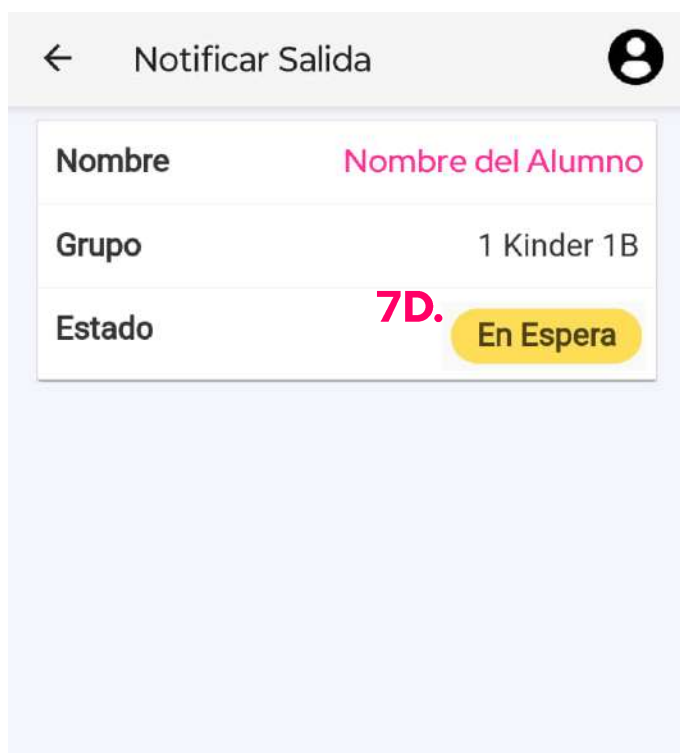 Notificar Salida
Nombre Nombre del Alumno
Grupo 1 Kinder 1B
Estado 7D. En Espera